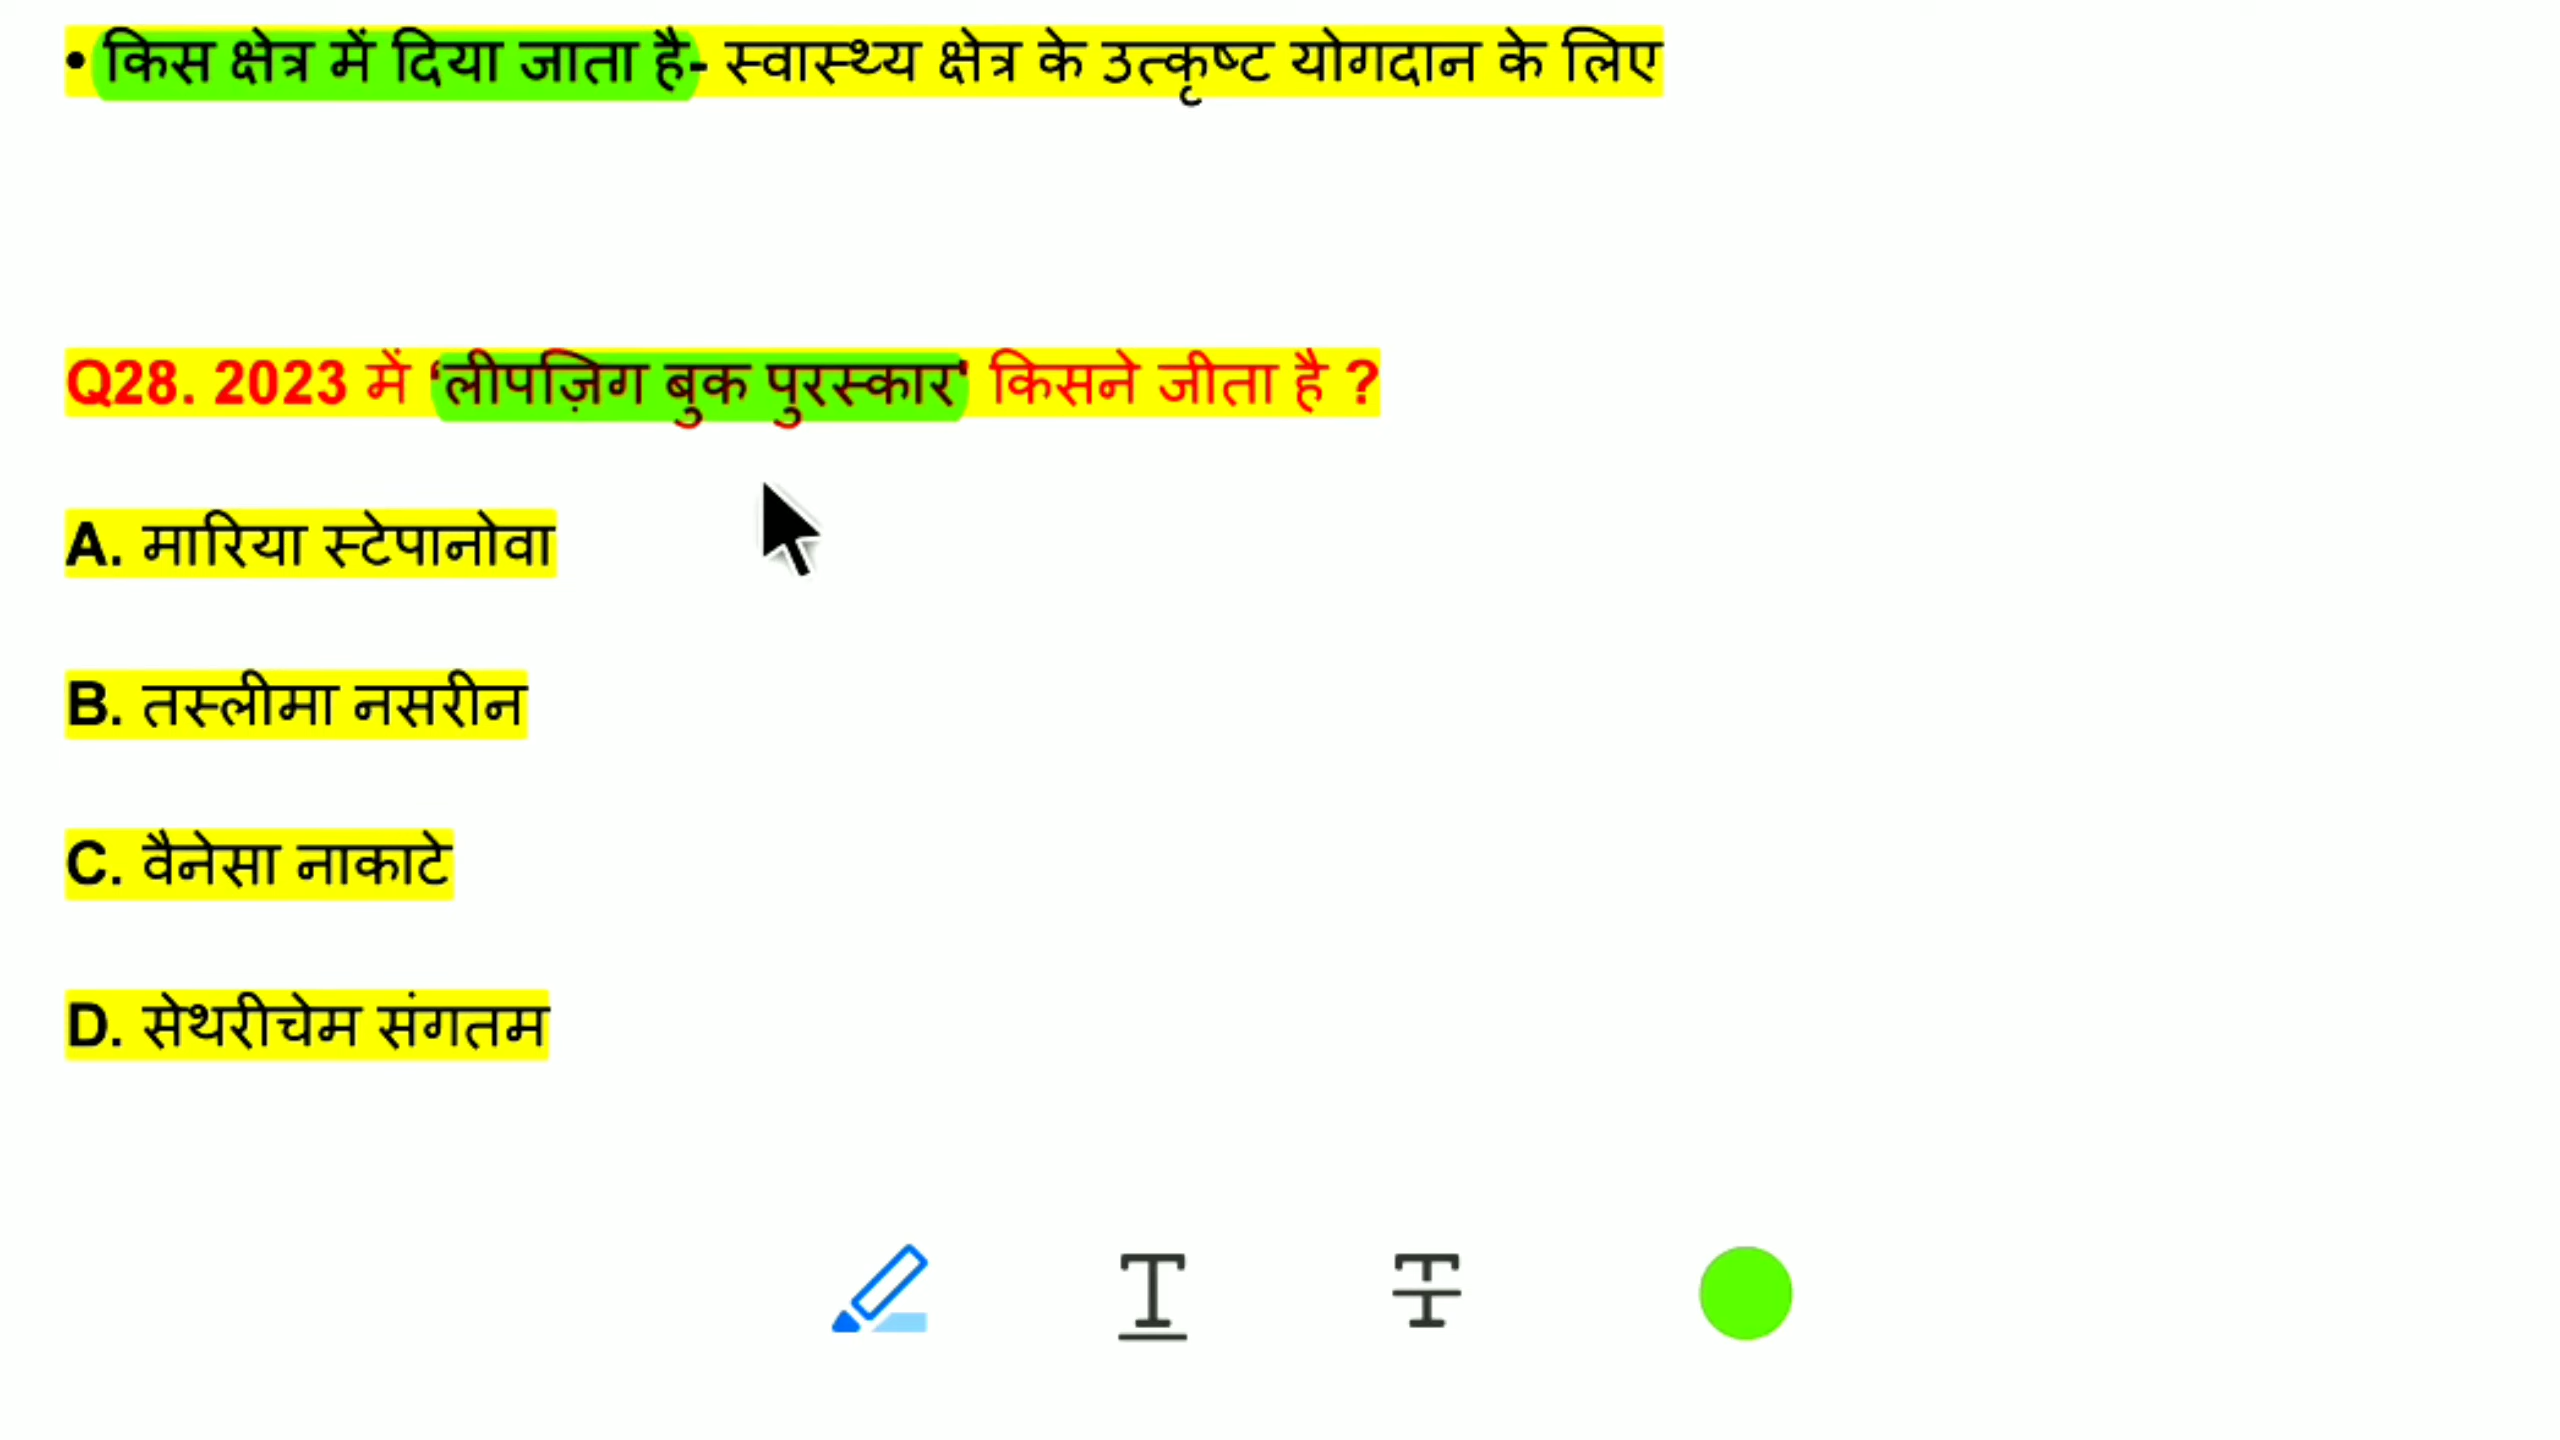 • किस क्षेत्र में दिया जाता है- स्वास्थ्य क्षेत्र के उत्कृष्ट योगदान के लिए
Q28. 2023 में ‘लीपज़िग बुक पुरस्कार' किसने जीता है ?
A. मारिया स्टेपानोवा
B. तस्लीमा नसरीन
C. वैनेसा नाकाटे
D. सेथरीचेम संगतम